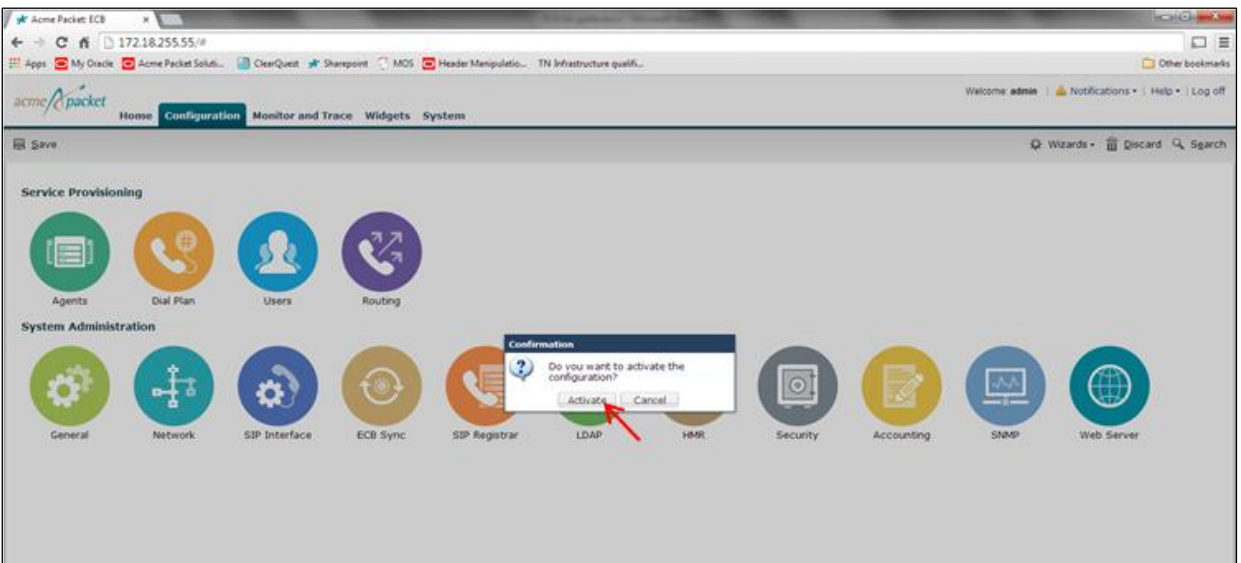 Acme Packet: ECB
172.18.255.55/#
Apps My Oracle Acme Packet Soluti... ClearQuest Sharepoint MOS Header Manipulatio... TN Infrastructure qualifi... Other bookmarks
acme packet
Welcome admin Notifications Help Log off
Home Configuration Monitor and Trace Widgets System
Save Wizards Discard Search
Service Provisioning
Agents Dial Plan Users Routing
System Administration
Confirmation
Do you want to activate the
configuration?
Activate Cancel
General Network SIP Interface ECB Sync SIP Registrar LDAP HMR Security Accounting SNMP Web Server